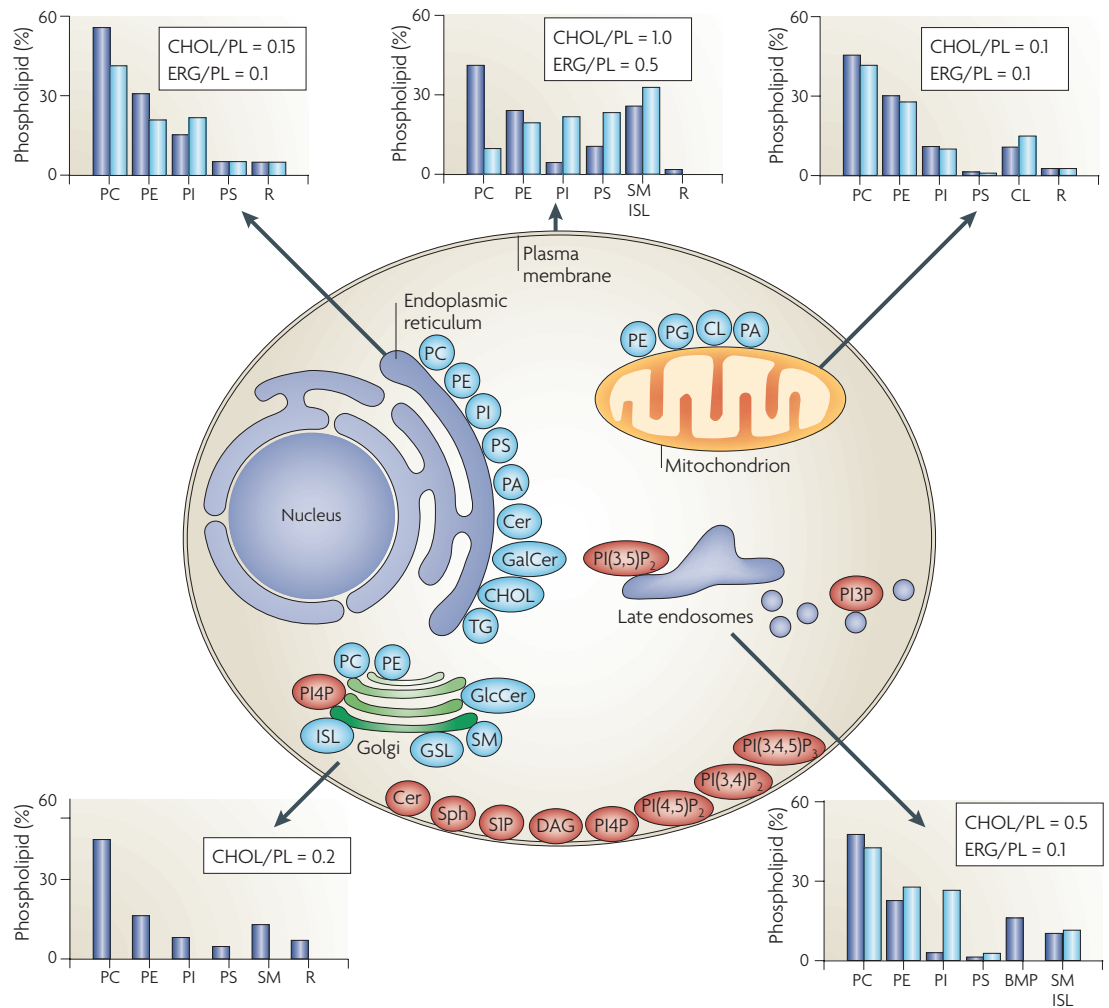 60
30
0
Phospholipid (%)
CHOL/PL = 0.15
ERG/PL = 0.1
PC PE PI PS R
60
30
0
Phospholipid (%)
CHOL/PL = 1.0
ERG/PL = 0.5
PC PE PI PS SM R
ISL
60
30
0
Phospholipid (%)
CHOL/PL = 0.1
ERG/PL = 0.1
PC PE PI PS CL R
Plasma
membrane
Endoplasmic
reticulum
PC
PE
PI
PS
PA
Cer
GalCer
CHOL
TG
Nucleus
PE PG CL PA
Mitochondrion
PI(3,5)P₂
Late endosomes
PI3P
PC PE
PI4P
GlcCer
ISL
Golgi
GSL
SM
Cer
Sph
S1P
DAG
PI4P
PI(4,5)P₂
PI(3,4)P₂
PI(3,4,5)P₃
60
30
0
Phospholipid (%)
CHOL/PL = 0.2
PC PE PI PS SM R
60
30
0
Phospholipid (%)
CHOL/PL = 0.5
ERG/PL = 0.1
PC PE PI PS BMP SM
ISL